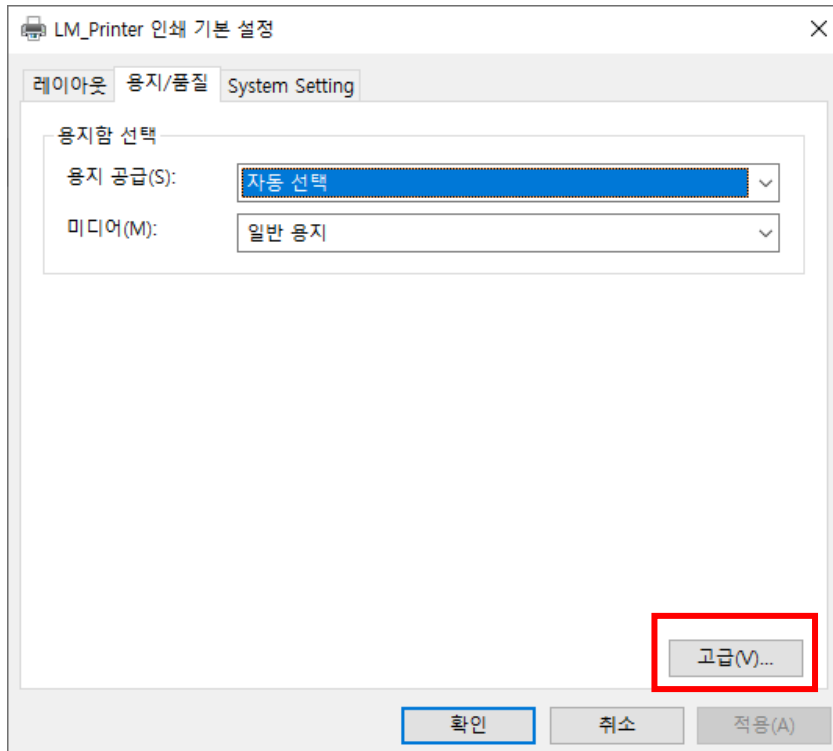 LM_Printer 인쇄 기본 설정
레이아웃 용지/품질 System Setting
용지함 선택
용지 공급(S): 자동 선택
미디어(M): 일반 용지
고급(V)...
확인 취소 적용(A)